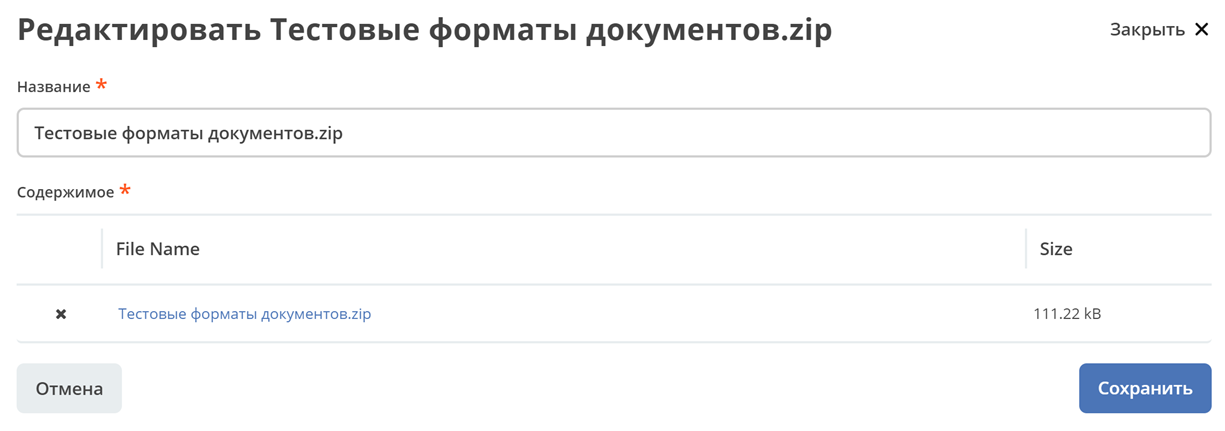 Редактировать Тестовые форматы документов.zip
Закрыть ✕
Название *
Тестовые форматы документов.zip
Содержимое *
File Name Size
✖ Тестовые форматы документов.zip 111.22 kB
Отмена Сохранить